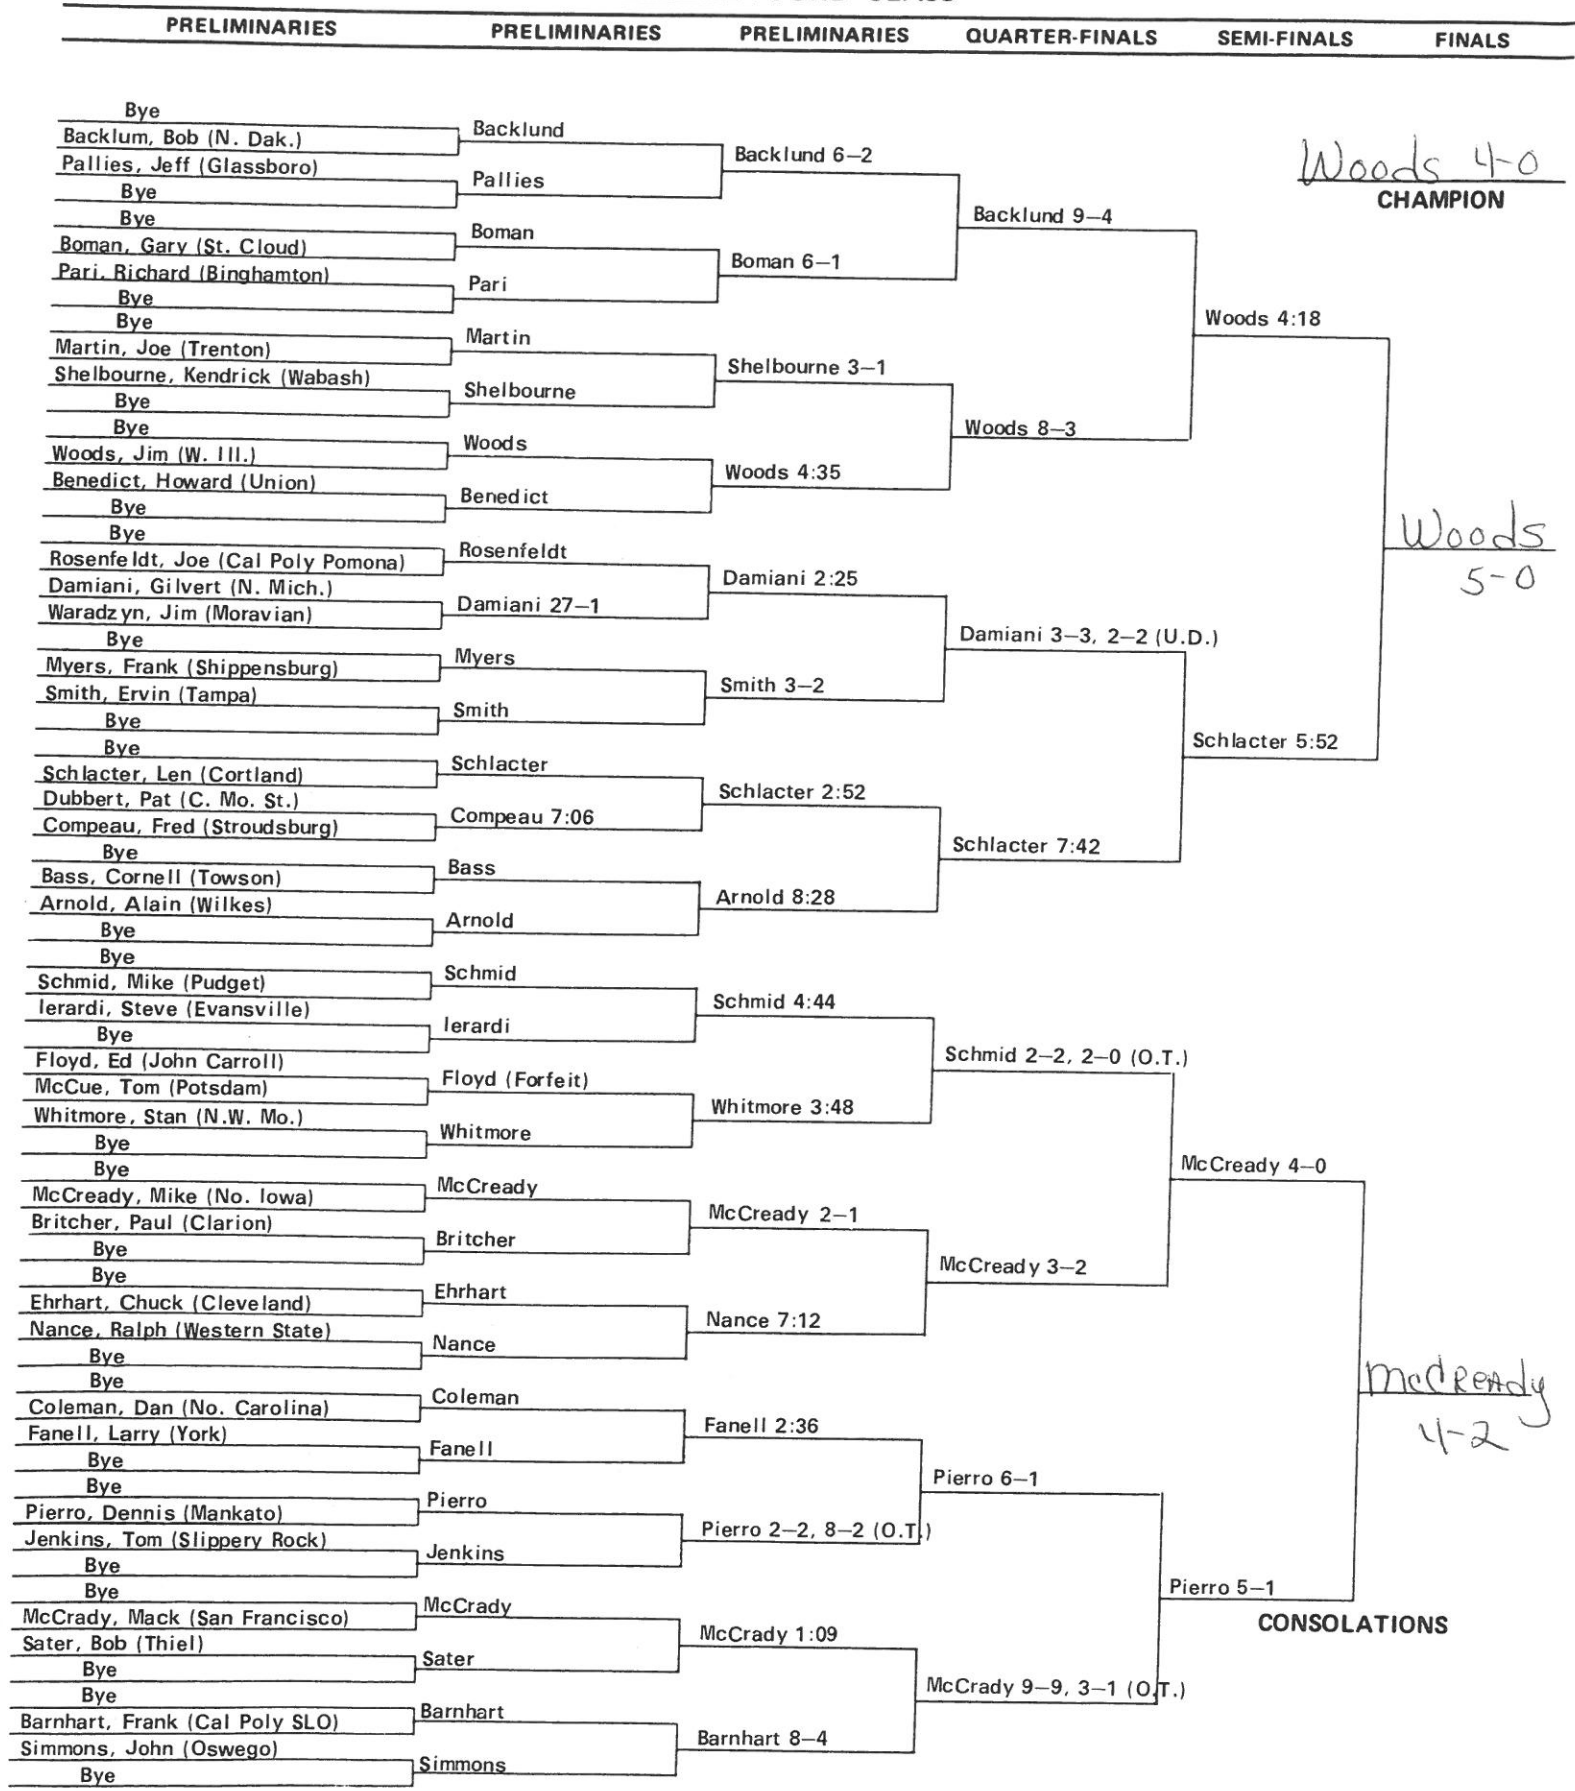 PRELIMINARIES PRELIMINARIES PRELIMINARIES QUARTER-FINALS SEMI-FINALS FINALS
Bye
Backlum, Bob (N. Dak.)
Pallies, Jeff (Glassboro)
Bye
Bye
Boman, Gary (St. Cloud)
Pari, Richard (Binghamton)
Bye
Bye
Martin, Joe (Trenton)
Shelbourne, Kendrick (Wabash)
Bye
Bye
Woods, Jim (W. Ill.)
Benedict, Howard (Union)
Bye
Bye
Rosenfeldt, Joe (Cal Poly Pomona)
Damiani, Gilvert (N. Mich.)
Waradzyn, Jim (Moravian)
Bye
Myers, Frank (Shippensburg)
Smith, Ervin (Tampa)
Bye
Bye
Schlacter, Len (Cortland)
Dubbert, Pat (C. Mo. St.)
Compeau, Fred (Stroudsburg)
Bye
Bass, Cornell (Towson)
Arnold, Alain (Wilkes)
Bye
Bye
Schmid, Mike (Pudget)
Ierardi, Steve (Evansville)
Bye
Floyd, Ed (John Carroll)
McCue, Tom (Potsdam)
Whitmore, Stan (N.W. Mo.)
Bye
Bye
McCready, Mike (No. Iowa)
Britcher, Paul (Clarion)
Bye
Bye
Ehrhart, Chuck (Cleveland)
Nance, Ralph (Western State)
Bye
Bye
Coleman, Dan (No. Carolina)
Fanell, Larry (York)
Bye
Bye
Pierro, Dennis (Mankato)
Jenkins, Tom (Slippery Rock)
Bye
Bye
McCrady, Mack (San Francisco)
Sater, Bob (Thiel)
Bye
Bye
Barnhart, Frank (Cal Poly SLO)
Simmons, John (Oswego)
Bye
Backlund
Pallies
Boman
Pari
Martin
Shelbourne
Woods
Benedict
Rosenfeldt
Damiani 27–1
Myers
Smith
Schlacter
Compeau 7:06
Bass
Arnold
Schmid
Ierardi
Floyd (Forfeit)
Whitmore
McCready
Britcher
Ehrhart
Nance
Coleman
Fanell
Pierro
Jenkins
McCrady
Sater
Barnhart
Simmons
Backlund 6–2
Boman 6–1
Shelbourne 3–1
Woods 4:35
Damiani 2:25
Smith 3–2
Schlacter 2:52
Arnold 8:28
Schmid 4:44
Whitmore 3:48
McCready 2–1
Nance 7:12
Fanell 2:36
Pierro 2–2, 8–2 (O.T.)
McCrady 1:09
Barnhart 8–4
Backlund 9–4
Woods 8–3
Damiani 3–3, 2–2 (U.D.)
Schlacter 7:42
Schmid 2–2, 2–0 (O.T.)
McCready 3–2
Pierro 6–1
McCrady 9–9, 3–1 (O.T.)
Woods 4:18
Schlacter 5:52
McCready 4–0
Pierro 5–1
Woods 4-0
CHAMPION
Woods
5-0
McCready
4-2
CONSOLATIONS